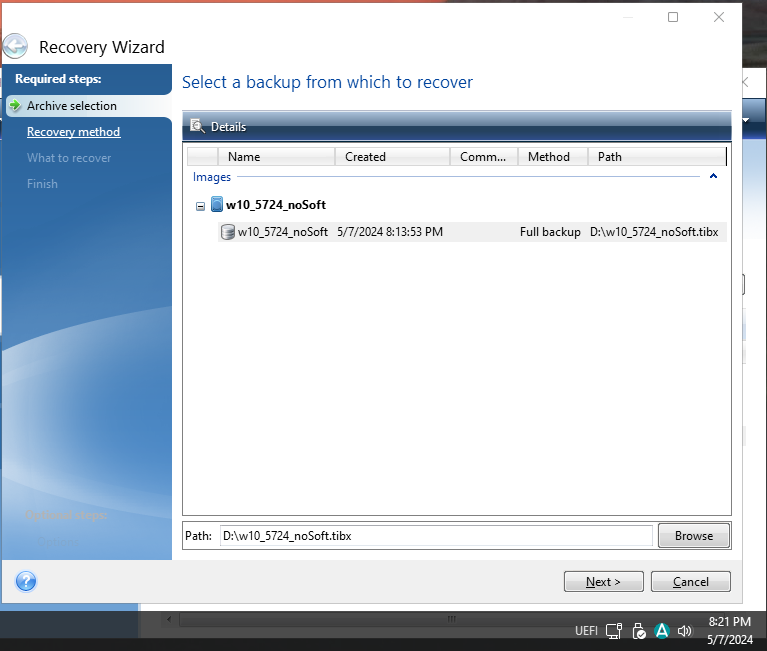 Recovery Wizard
Required steps:
Archive selection
Recovery method
What to recover
Finish
Optional steps:
Select a backup from which to recover
Details
Name Created Comm... Method Path
Images
w10_5724_noSoft
w10_5724_noSoft 5/7/2024 8:13:53 PM Full backup D:\w10_5724_noSoft.tibx
Path: D:\w10_5724_noSoft.tibx Browse
Next > Cancel
UEFI A 8:21 PM
5/7/2024